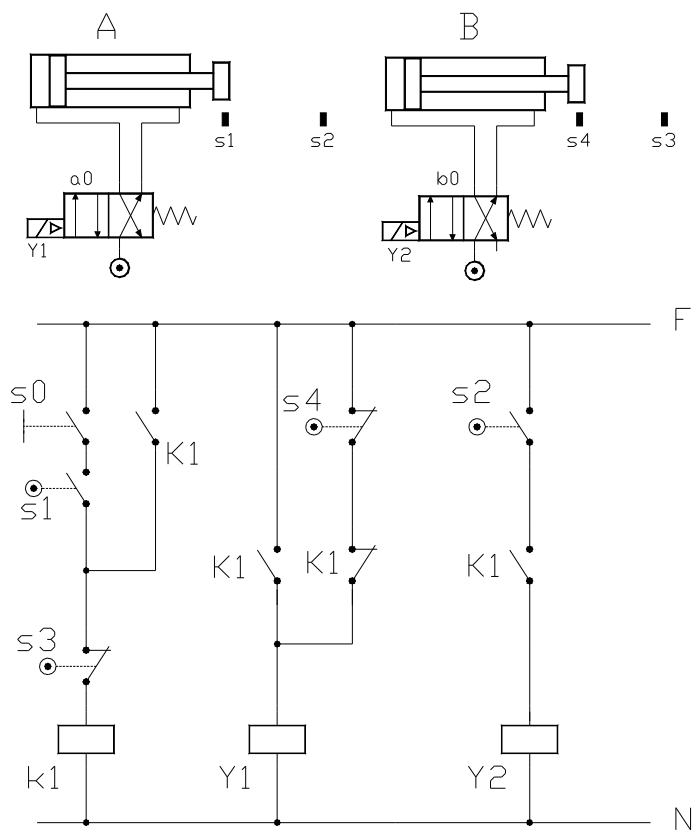 A B
s1 s2 s4 s3
a0 b0
Y1 Y2
F
s0 s4 s2
K1
s1
K1 K1 K1
s3
k1 Y1 Y2
N